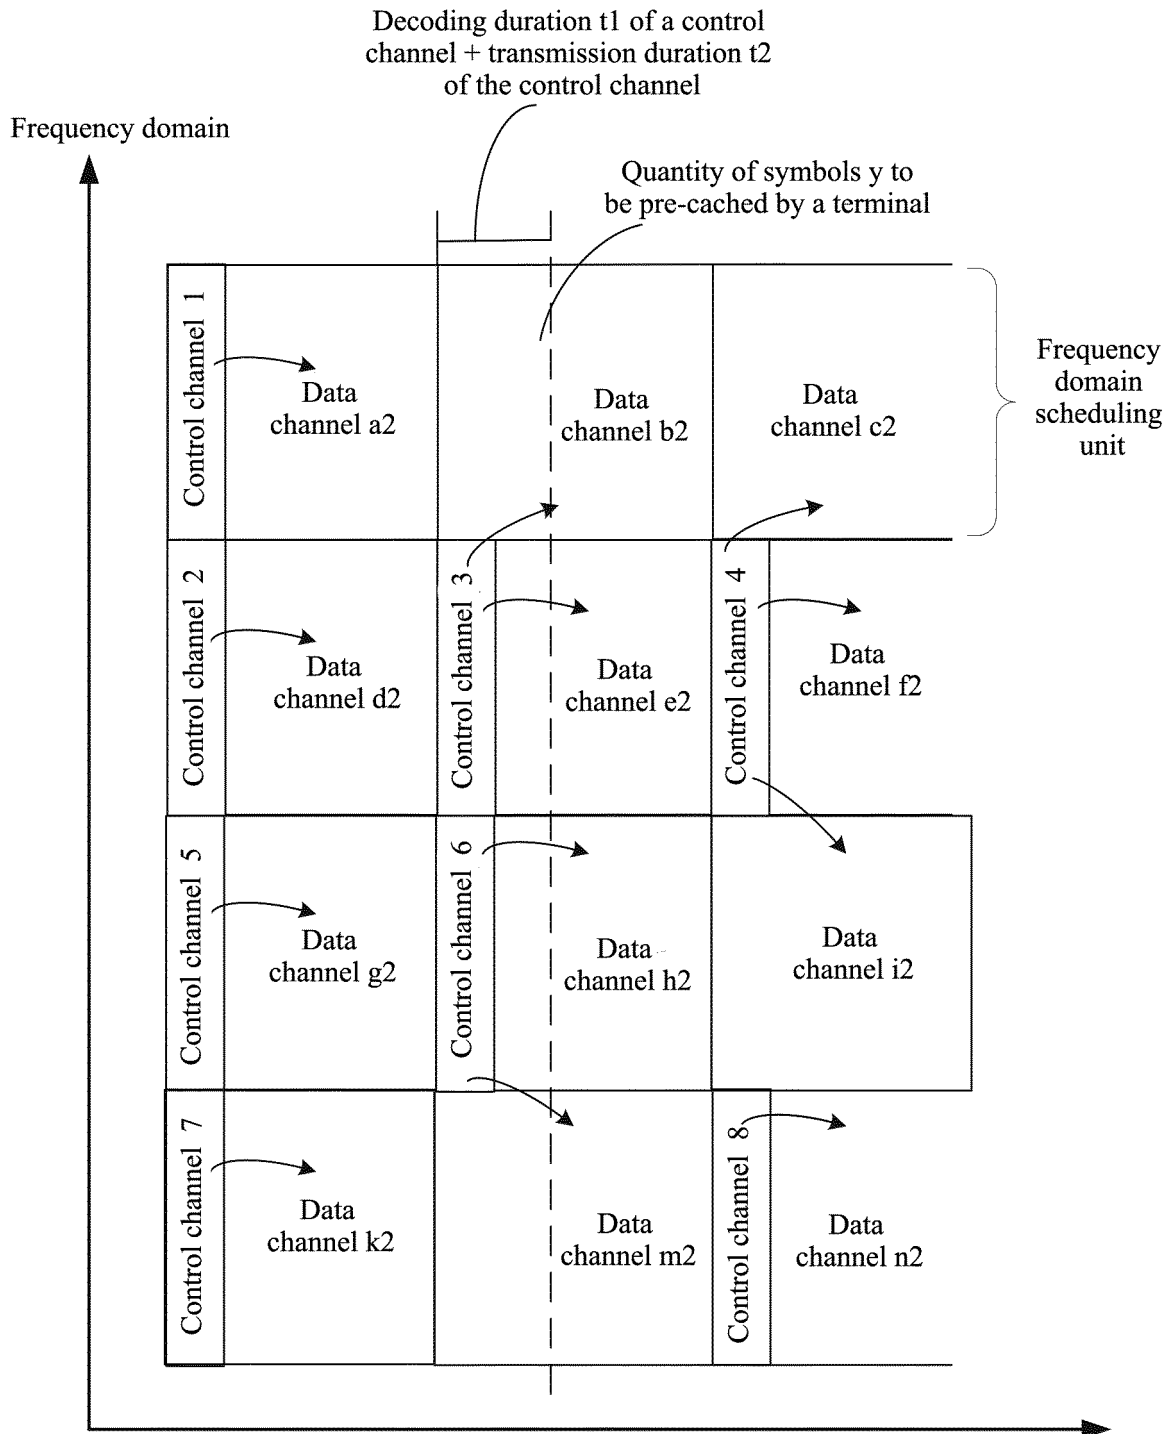 Decoding duration t1 of a control
channel + transmission duration t2
of the control channel
Frequency domain
Quantity of symbols y to
be pre-cached by a terminal
Control channel 1
Data
channel a2
Data
channel b2
Data
channel c2
Frequency
domain
scheduling
unit
Control channel 2
Data
channel d2
Control channel 3
Data
channel e2
Control channel 4
Data
channel f2
Control channel 5
Data
channel g2
Control channel 6
Data
channel h2
Data
channel i2
Control channel 7
Data
channel k2
Data
channel m2
Control channel 8
Data
channel n2